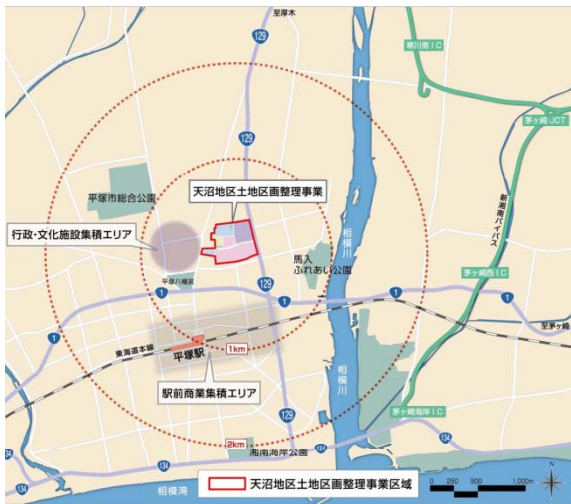 至厚木
129
寒川南IC
129
茅ヶ崎JCT
天沼地区土地区画整理事業
平塚市総合公園
新湘南バイパス
行政・文化施設集積エリア
相模川
馬入
ふれあい公園
茅ヶ崎西IC
平塚八幡宮
129
1
1
1
1
至茅ヶ崎
東海道本線
平塚駅
1km
駅前商業集積エリア
相模川
茅ヶ崎海岸IC
129
134
2km
湘南海岸公園
134
134
134
0 250 500 1,000m
相模湾
天沼地区土地区画整理事業区域